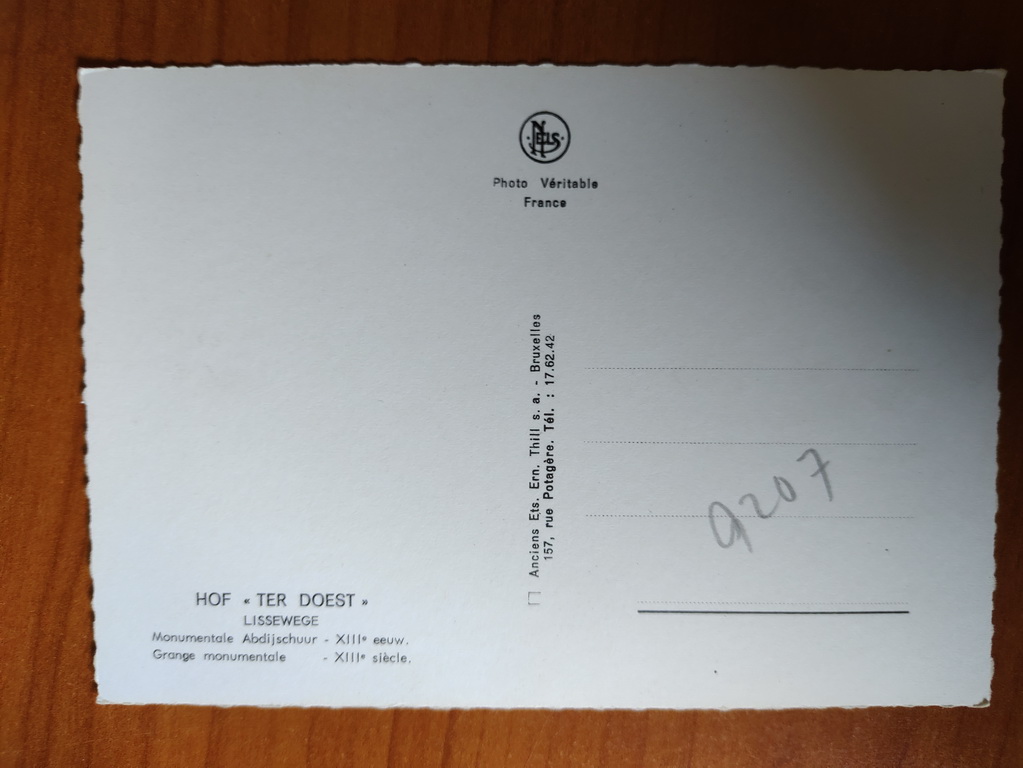 NELS
Photo Véritable
France
Anciens Ets. Ern. Thill s. a. - Bruxelles
157, rue Potagère. Tél. : 17.62.42
9207
HOF « TER DOEST »
LISSEWEGE
Monumentale Abdijschuur - XIIIe eeuw.
Grange monumentale - XIIIe siècle.